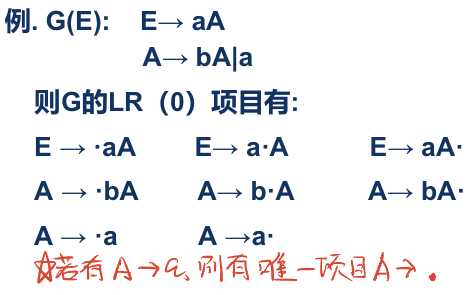 例. G(E): E→ aA
A→ bA|a
则G的LR（0）项目有:
E → ·aA E→ a·A E→ aA·
A → ·bA A→ b·A A→ bA·
A → ·a A →a·
☆若有A→ε,则有唯一项目A→ .